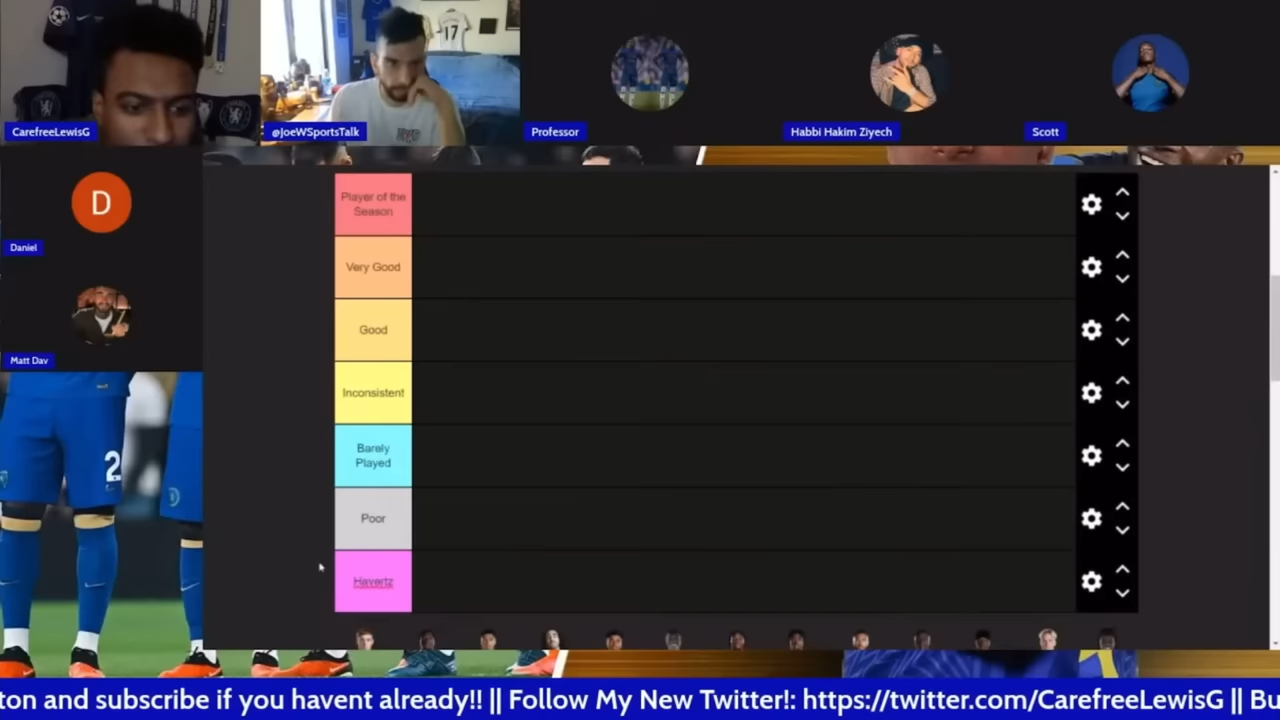 17
CarefreeLewisG
@JoeWSportsTalk
Professor
Habbi Hakim Ziyech
Scott
D
Daniel
Matt Dav
Player of the
Season
Very Good
Good
Inconsistent
Barely
Played
Poor
Havertz
2
ton and subscribe if you havent already!! || Follow My New Twitter!: https://twitter.com/CarefreeLewisG || Bu